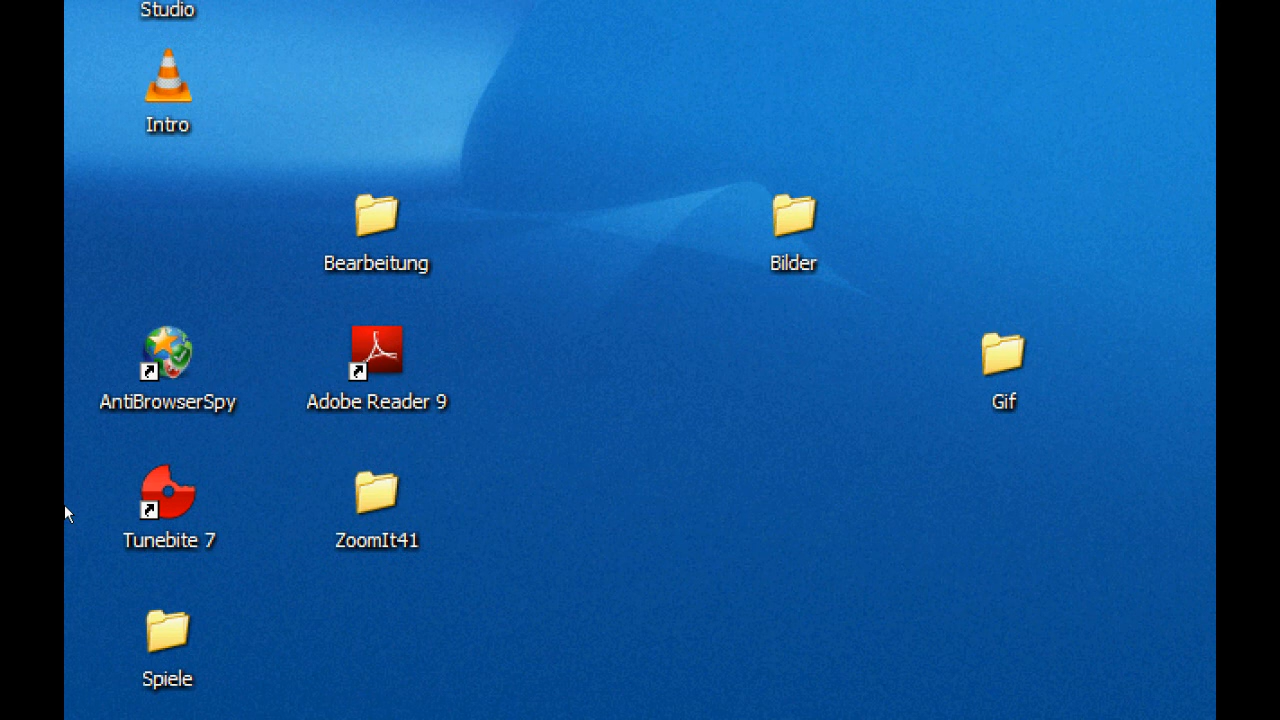 Studio
Intro
Bearbeitung
Bilder
AntiBrowserSpy
Adobe Reader 9
Gif
Tunebite 7
ZoomIt41
Spiele